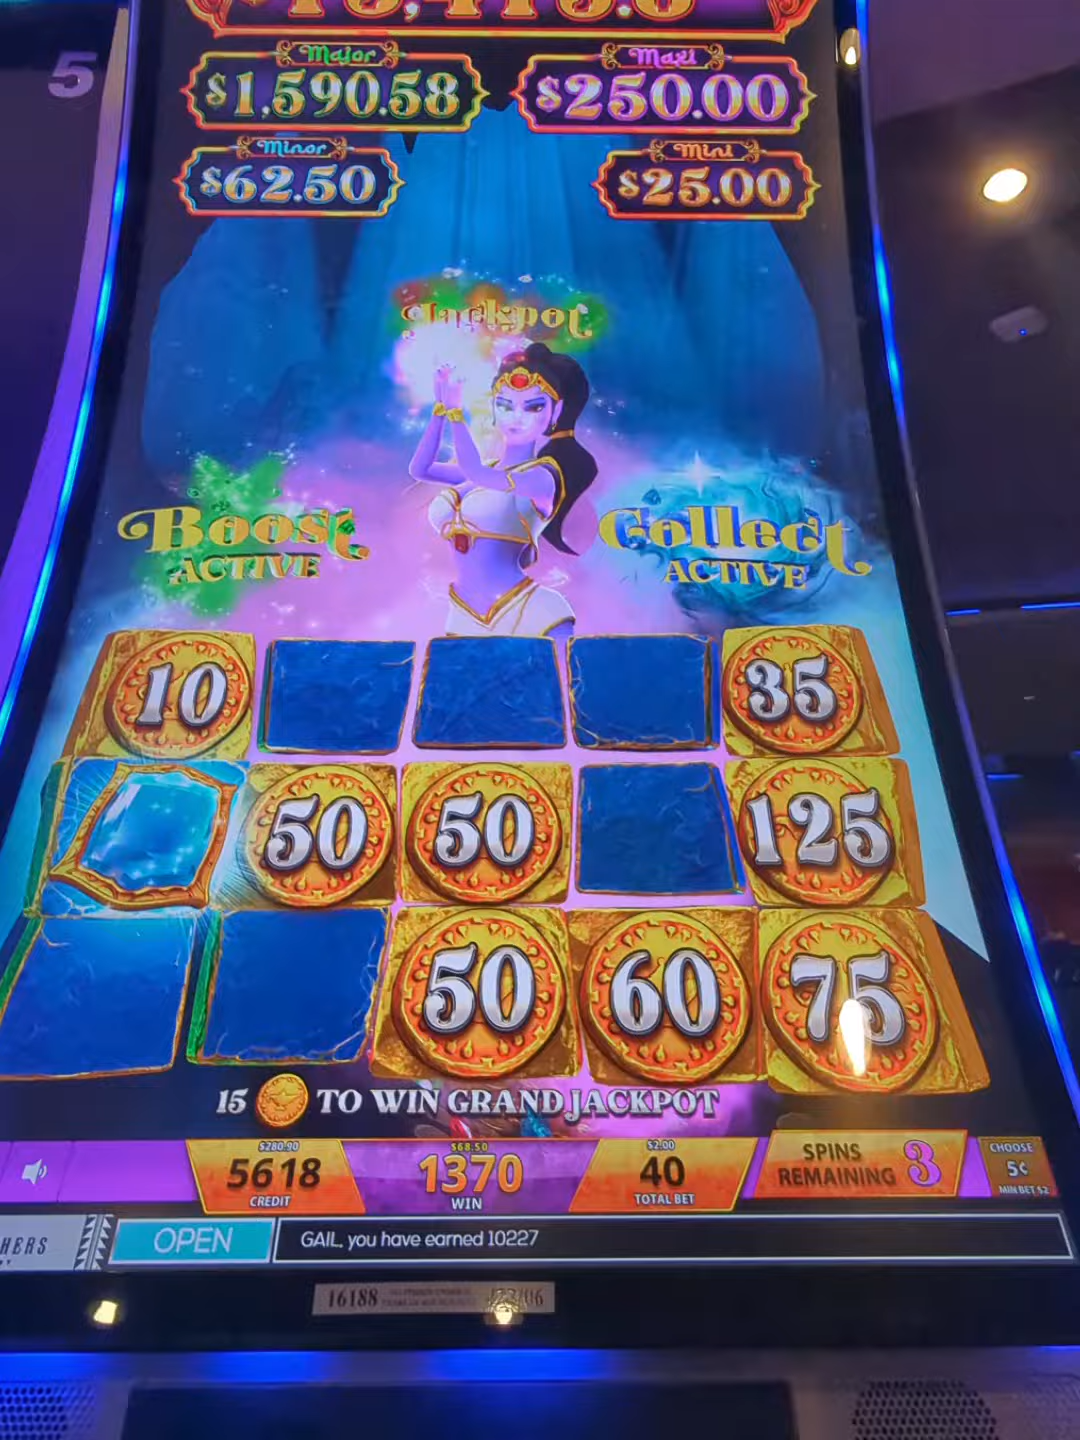 5
Major
$1,590.58
Maxi
$250.00
Minor
$62.50
Mini
$25.00
Jackpot
Boost
ACTIVE
Collect
ACTIVE
10
35
50
50
125
50
60
75
15 TO WIN GRAND JACKPOT
$280.90
5618
CREDIT
$68.50
1370
WIN
$2.00
40
TOTAL BET
SPINS
REMAINING 3
CHOOSE
5¢
MIN BET $2
HERS
OPEN
GAIL, you have earned 10227
16188